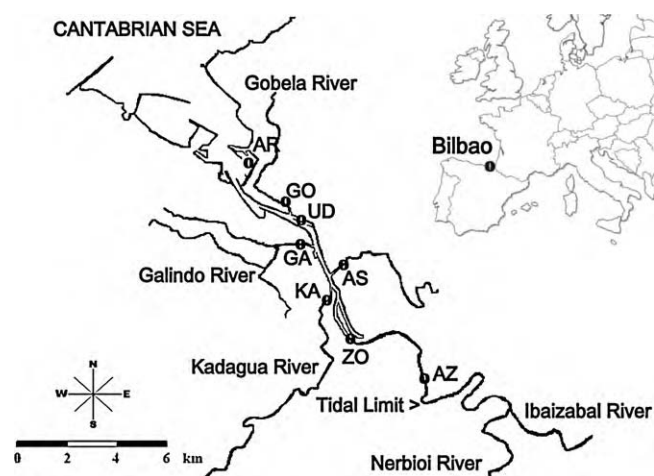 CANTABRIAN SEA
Gobela River
AR
Bilbao
GO
UD
GA
AS
Galindo River
KA
ZO
Kadagua River
AZ
Tidal Limit >
Ibaizabal River
Nerbioi River
N
W E
S
0 2 4 6 km